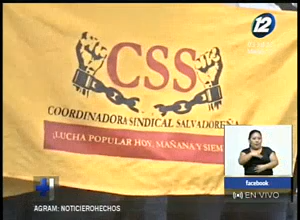 12
CSS
COORDINADORA SINDICAL SALVADOREÑA
¡LUCHA POPULAR HOY, MAÑANA Y SIEM
facebook
EN VIVO
AGRAM: NOTICIEROHECHOS